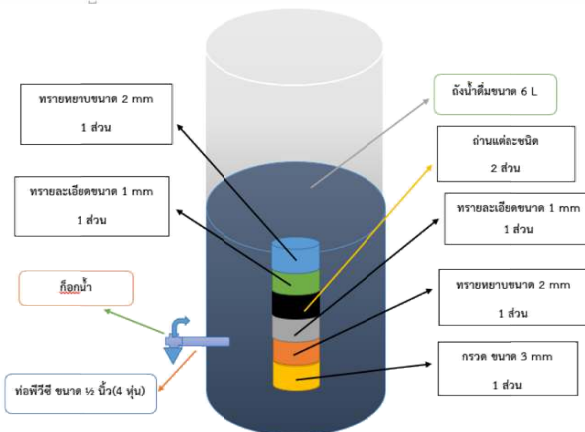 ทรายหยาบขนาด 2 mm
1 ส่วน
ทรายละเอียดขนาด 1 mm
1 ส่วน
ก็อกน้ำ
ท่อพีวีซี ขนาด ½ นิ้ว(4 หุ่น)
ถังน้ำดื่มขนาด 6 L
ถ่านแต่ละชนิด
2 ส่วน
ทรายละเอียดขนาด 1 mm
1 ส่วน
ทรายหยาบขนาด 2 mm
1 ส่วน
กรวด ขนาด 3 mm
1 ส่วน